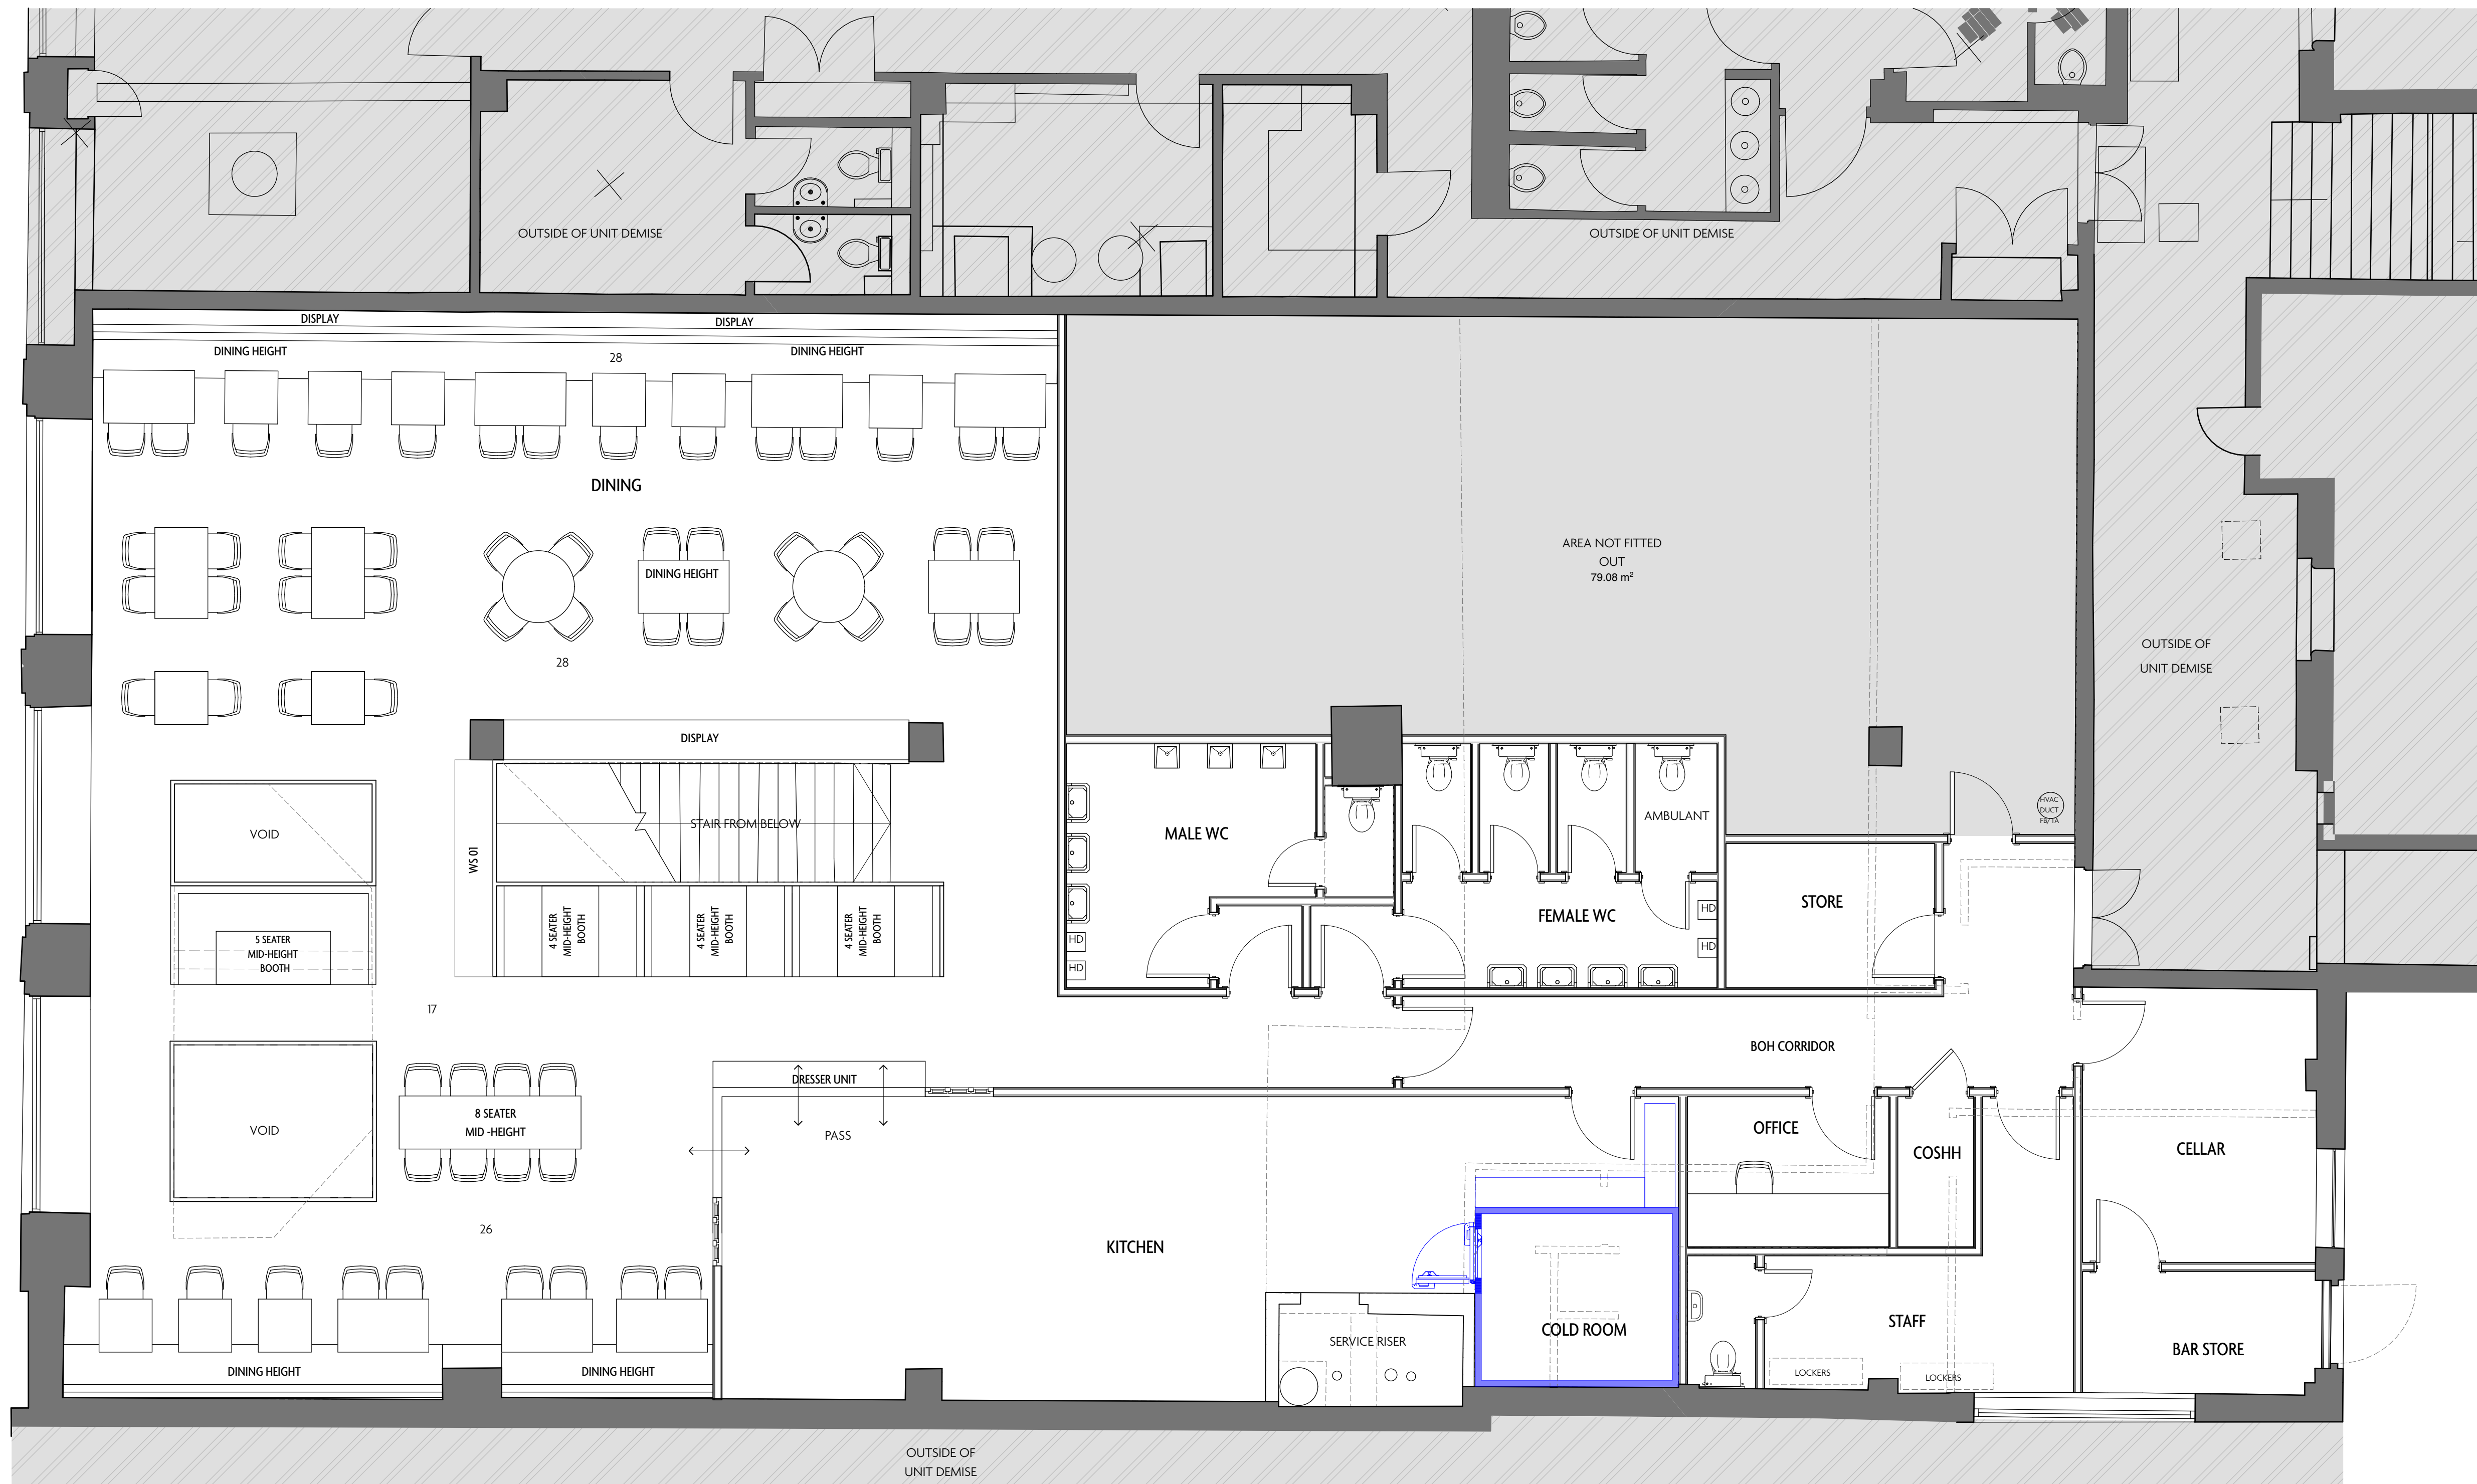 OUTSIDE OF UNIT DEMISE
OUTSIDE OF UNIT DEMISE
DISPLAY
DISPLAY
DINING HEIGHT
28
DINING HEIGHT
DINING
AREA NOT FITTED
OUT
79.08 m²
DINING HEIGHT
28
OUTSIDE OF
UNIT DEMISE
DISPLAY
STAIR FROM BELOW
VOID
WS 01
MALE WC
AMBULANT
HVAC
DUCT
STORE
FEMALE WC
HD
HD
HD
HD
4 SEATER
MID-HEIGHT
BOOTH
4 SEATER
MID-HEIGHT
BOOTH
4 SEATER
MID-HEIGHT
BOOTH
5 SEATER
MID-HEIGHT
BOOTH
17
BOH CORRIDOR
DRESSER UNIT
8 SEATER
MID -HEIGHT
VOID
PASS
OFFICE
COSHH
CELLAR
26
KITCHEN
COLD ROOM
SERVICE RISER
STAFF
BAR STORE
DINING HEIGHT
DINING HEIGHT
LOCKERS
LOCKERS
OUTSIDE OF
UNIT DEMISE